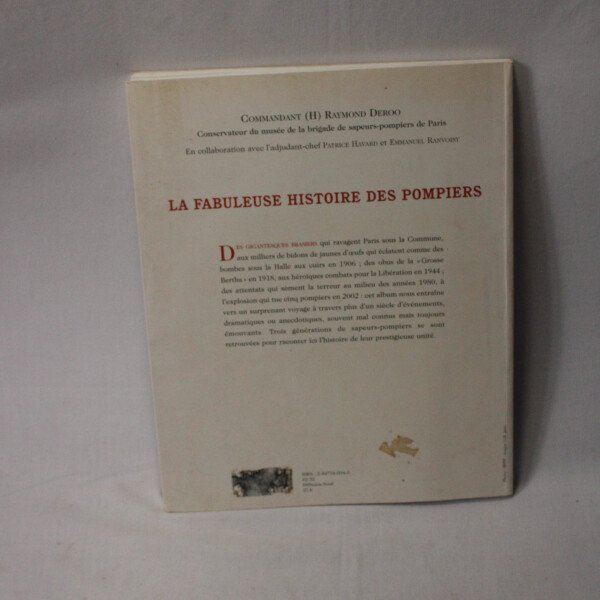 COMMANDANT (H) RAYMOND DEROO
Conservateur du musée de la brigade de sapeurs-pompiers de Paris
En collaboration avec l'adjudant-chef PATRICE HAVARD et EMMANUEL RANVOISY
LA FABULEUSE HISTOIRE DES POMPIERS
DES GIGANTESQUES BRASIERS qui ravagent Paris sous la Commune,
aux milliers de bidons de jaunes d'œufs qui éclatent comme des
bombes sous la Halle aux cuirs en 1906 ; des obus de la « Grosse
Bertha » en 1918, aux héroïques combats pour la Libération en 1944 ;
des attentats qui sèment la terreur au milieu des années 1980, à
l'explosion qui tue cinq pompiers en 2002 : cet album nous entraîne
vers un surprenant voyage à travers plus d'un siècle d'événements,
dramatiques ou anecdotiques, souvent mal connus mais toujours
émouvants. Trois générations de sapeurs-pompiers se sont
retrouvées pour raconter ici l'histoire de leur prestigieuse unité.
ISBN